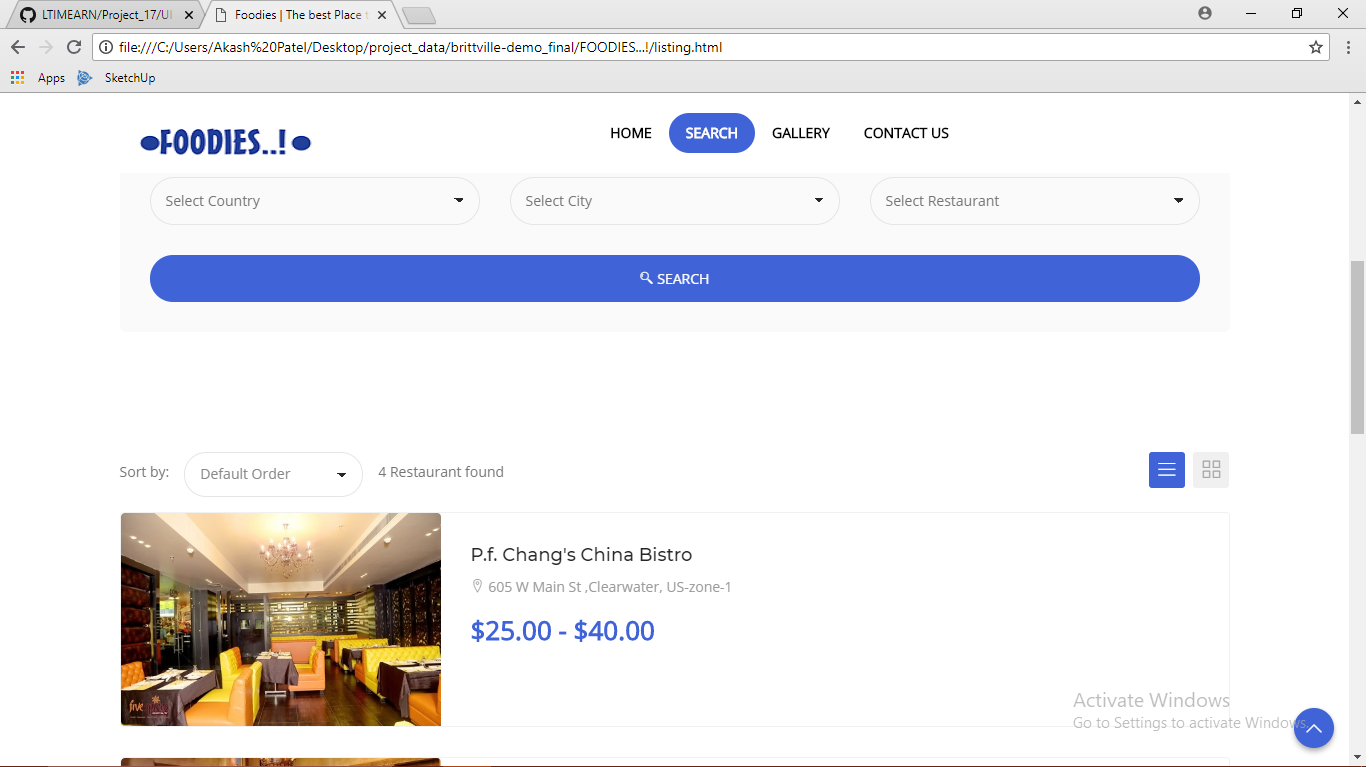 LTIMEARN/Project_17/UI
Foodies | The best Place t
file:///C:/Users/Akash%20Patel/Desktop/project_data/brittville-demo_final/FOODIES...!/listing.html
Apps SketchUp
FOODIES..!
HOME SEARCH GALLERY CONTACT US
Select Country Select City Select Restaurant
SEARCH
Sort by: Default Order 4 Restaurant found
P.f. Chang's China Bistro
605 W Main St ,Clearwater, US-zone-1
$25.00 - $40.00
five
Activate Windows
Go to Settings to activate Windows.